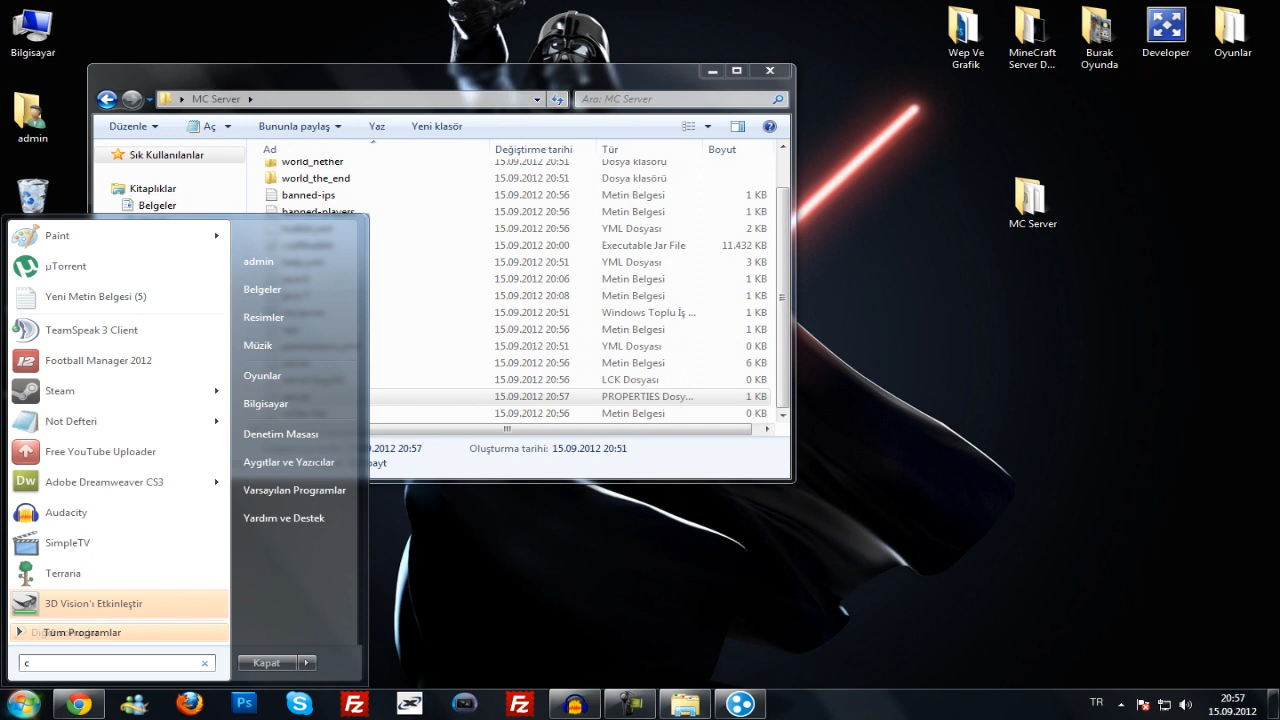 Bilgisayar
admin
Wep Ve Grafik
MineCraft Server D...
Burak Oyunda
Developer
Oyunlar
MC Server
MC Server
Ara: MC Server
Düzenle
Aç
Bununla paylaş
Yaz
Yeni klasör
Sık Kullanılanlar
Kitaplıklar
Belgeler
Ad Değiştirme tarihi Tür Boyut
world_nether 15.09.2012 20:51 Dosya klasörü
world_the_end 15.09.2012 20:51 Dosya klasörü
banned-ips 15.09.2012 20:56 Metin Belgesi 1 KB
banned-players 15.09.2012 20:56 Metin Belgesi 1 KB
15.09.2012 20:56 YML Dosyası 2 KB
15.09.2012 20:00 Executable Jar File 11.432 KB
15.09.2012 20:51 YML Dosyası 3 KB
15.09.2012 20:06 Metin Belgesi 1 KB
15.09.2012 20:08 Metin Belgesi 1 KB
15.09.2012 20:51 Windows Toplu İş ... 1 KB
15.09.2012 20:56 Metin Belgesi 1 KB
15.09.2012 20:51 YML Dosyası 0 KB
15.09.2012 20:56 Metin Belgesi 6 KB
15.09.2012 20:56 LCK Dosyası 0 KB
15.09.2012 20:57 PROPERTIES Dosy... 1 KB
15.09.2012 20:56 Metin Belgesi 0 KB
.2012 20:57 Oluşturma tarihi: 15.09.2012 20:51
bayt
Paint
µTorrent
Yeni Metin Belgesi (5)
TeamSpeak 3 Client
12
Football Manager 2012
Steam
Not Defteri
Free YouTube Uploader
Dw
Adobe Dreamweaver CS3
Audacity
SimpleTV
Terraria
3D Vision'ı Etkinleştir
Tüm Programlar
c
admin
Belgeler
Resimler
Müzik
Oyunlar
Bilgisayar
Denetim Masası
Aygıtlar ve Yazıcılar
Varsayılan Programlar
Yardım ve Destek
Kapat
Ps
Fz
Fz
TR
20:57
15.09.2012